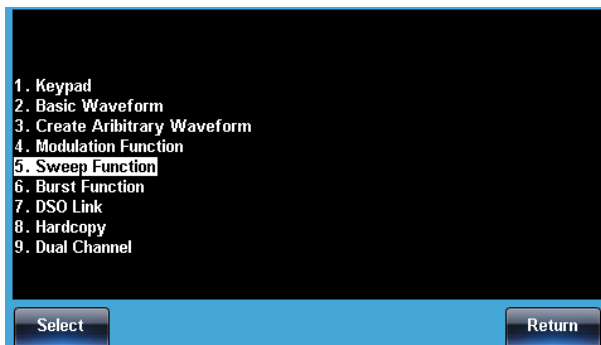 1. Keypad
2. Basic Waveform
3. Create Aribitrary Waveform
4. Modulation Function
5. Sweep Function
6. Burst Function
7. DSO Link
8. Hardcopy
9. Dual Channel
Select
Return